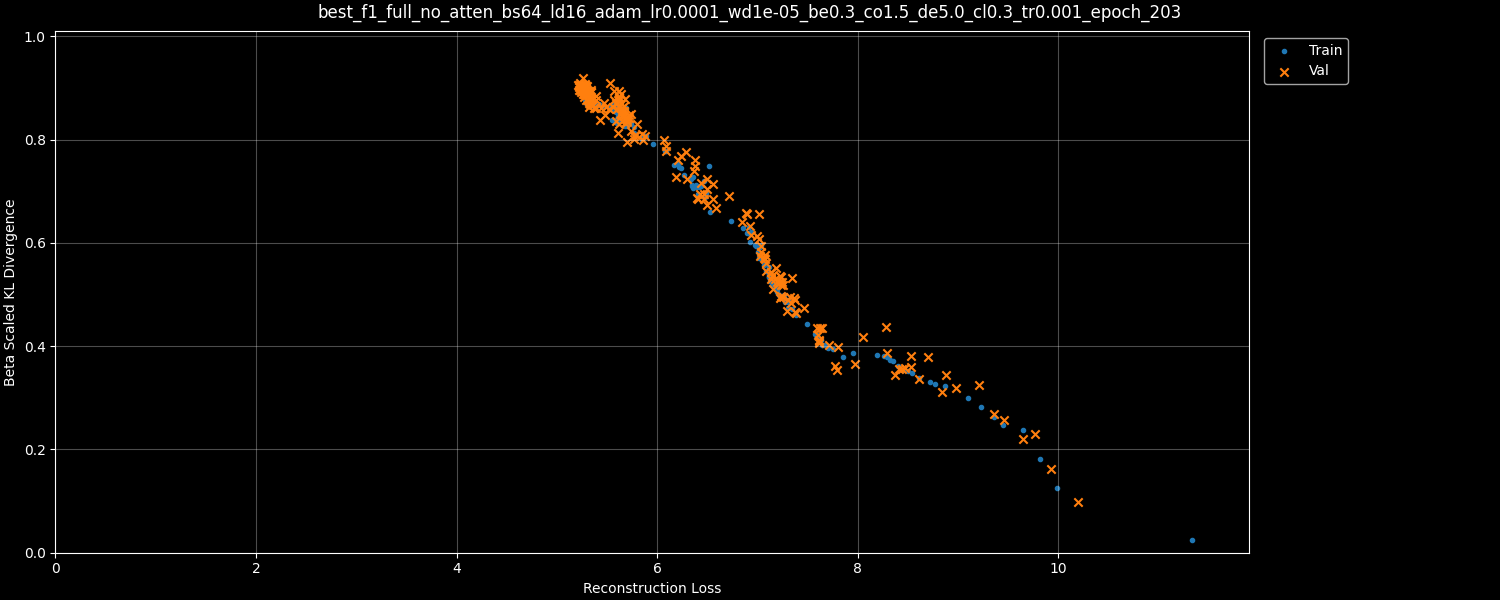 best_f1_full_no_atten_bs64_ld16_adam_lr0.0001_wd1e-05_be0.3_co1.5_de5.0_cl0.3_tr0.001_epoch_203
Train
Val
Beta Scaled KL Divergence
1.0
0.8
0.6
0.4
0.2
0.0
0 2 4 6 8 10
Reconstruction Loss